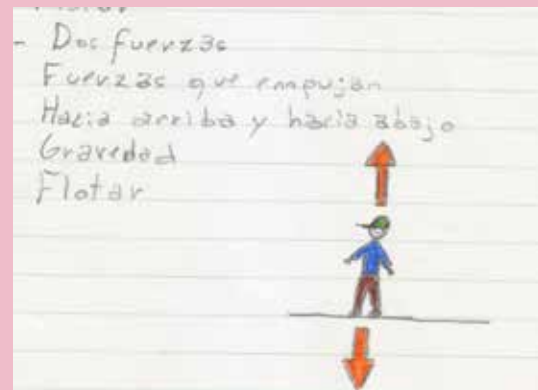 - Dos fuerzas
Fuerzas que empujan
Hacia arriba y hacia abajo
Gravedad
Flotar